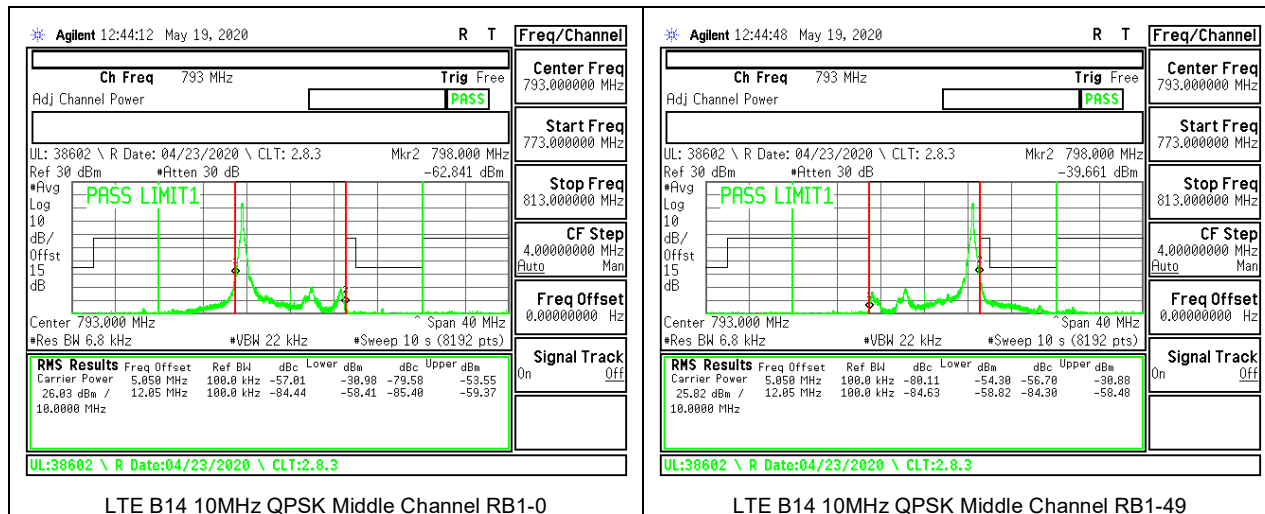 Agilent 12:44:12 May 19, 2020 R T
Freq/Channel
Ch Freq 793 MHz Trig Free
Adj Channel Power
PASS
UL: 38602 \ R Date: 04/23/2020 \ CLT: 2.8.3 Mkr2 798.000 MHz
Ref 30 dBm #Atten 30 dB -62.841 dBm
#Avg
Log
10
dB/
Offst
15
dB
PASS LIMIT1
Center 793.000 MHz Span 40 MHz
#Res BW 6.8 kHz #VBW 22 kHz #Sweep 10 s (8192 pts)
RMS Results Freq Offset Ref BW dBc Lower dBm dBc Upper dBm
Carrier Power 5.050 MHz 100.0 kHz -57.01 -30.98 -79.58 -53.55
26.03 dBm / 12.05 MHz 100.0 kHz -84.44 -58.41 -85.40 -59.37
10.0000 MHz
UL:38602 \ R Date:04/23/2020 \ CLT:2.8.3
Center Freq
793.000000 MHz
Start Freq
773.000000 MHz
Stop Freq
813.000000 MHz
CF Step
4.00000000 MHz
Auto Man
Freq Offset
0.00000000 Hz
Signal Track
On Off
LTE B14 10MHz QPSK Middle Channel RB1-0
Agilent 12:44:48 May 19, 2020 R T
Freq/Channel
Ch Freq 793 MHz Trig Free
Adj Channel Power
PASS
UL: 38602 \ R Date: 04/23/2020 \ CLT: 2.8.3 Mkr2 798.000 MHz
Ref 30 dBm #Atten 30 dB -39.661 dBm
#Avg
Log
10
dB/
Offst
15
dB
PASS LIMIT1
Center 793.000 MHz Span 40 MHz
#Res BW 6.8 kHz #VBW 22 kHz #Sweep 10 s (8192 pts)
RMS Results Freq Offset Ref BW dBc Lower dBm dBc Upper dBm
Carrier Power 5.050 MHz 100.0 kHz -80.11 -54.30 -56.70 -30.88
25.82 dBm / 12.05 MHz 100.0 kHz -84.63 -58.82 -84.30 -58.48
10.0000 MHz
UL:38602 \ R Date:04/23/2020 \ CLT:2.8.3
Center Freq
793.000000 MHz
Start Freq
773.000000 MHz
Stop Freq
813.000000 MHz
CF Step
4.00000000 MHz
Auto Man
Freq Offset
0.00000000 Hz
Signal Track
On Off
LTE B14 10MHz QPSK Middle Channel RB1-49